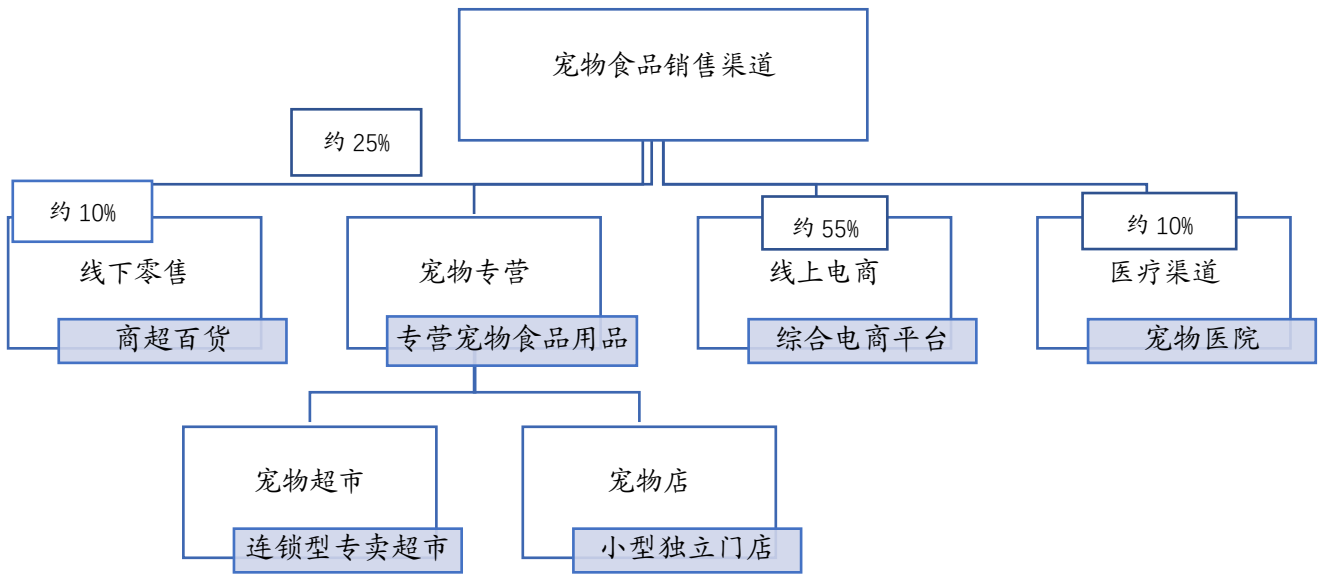 宠物食品销售渠道
约 25%
约 10%
约 55%
约 10%
线下零售
宠物专营
线上电商
医疗渠道
商超百货
专营宠物食品用品
综合电商平台
宠物医院
宠物超市
宠物店
连锁型专卖超市
小型独立门店